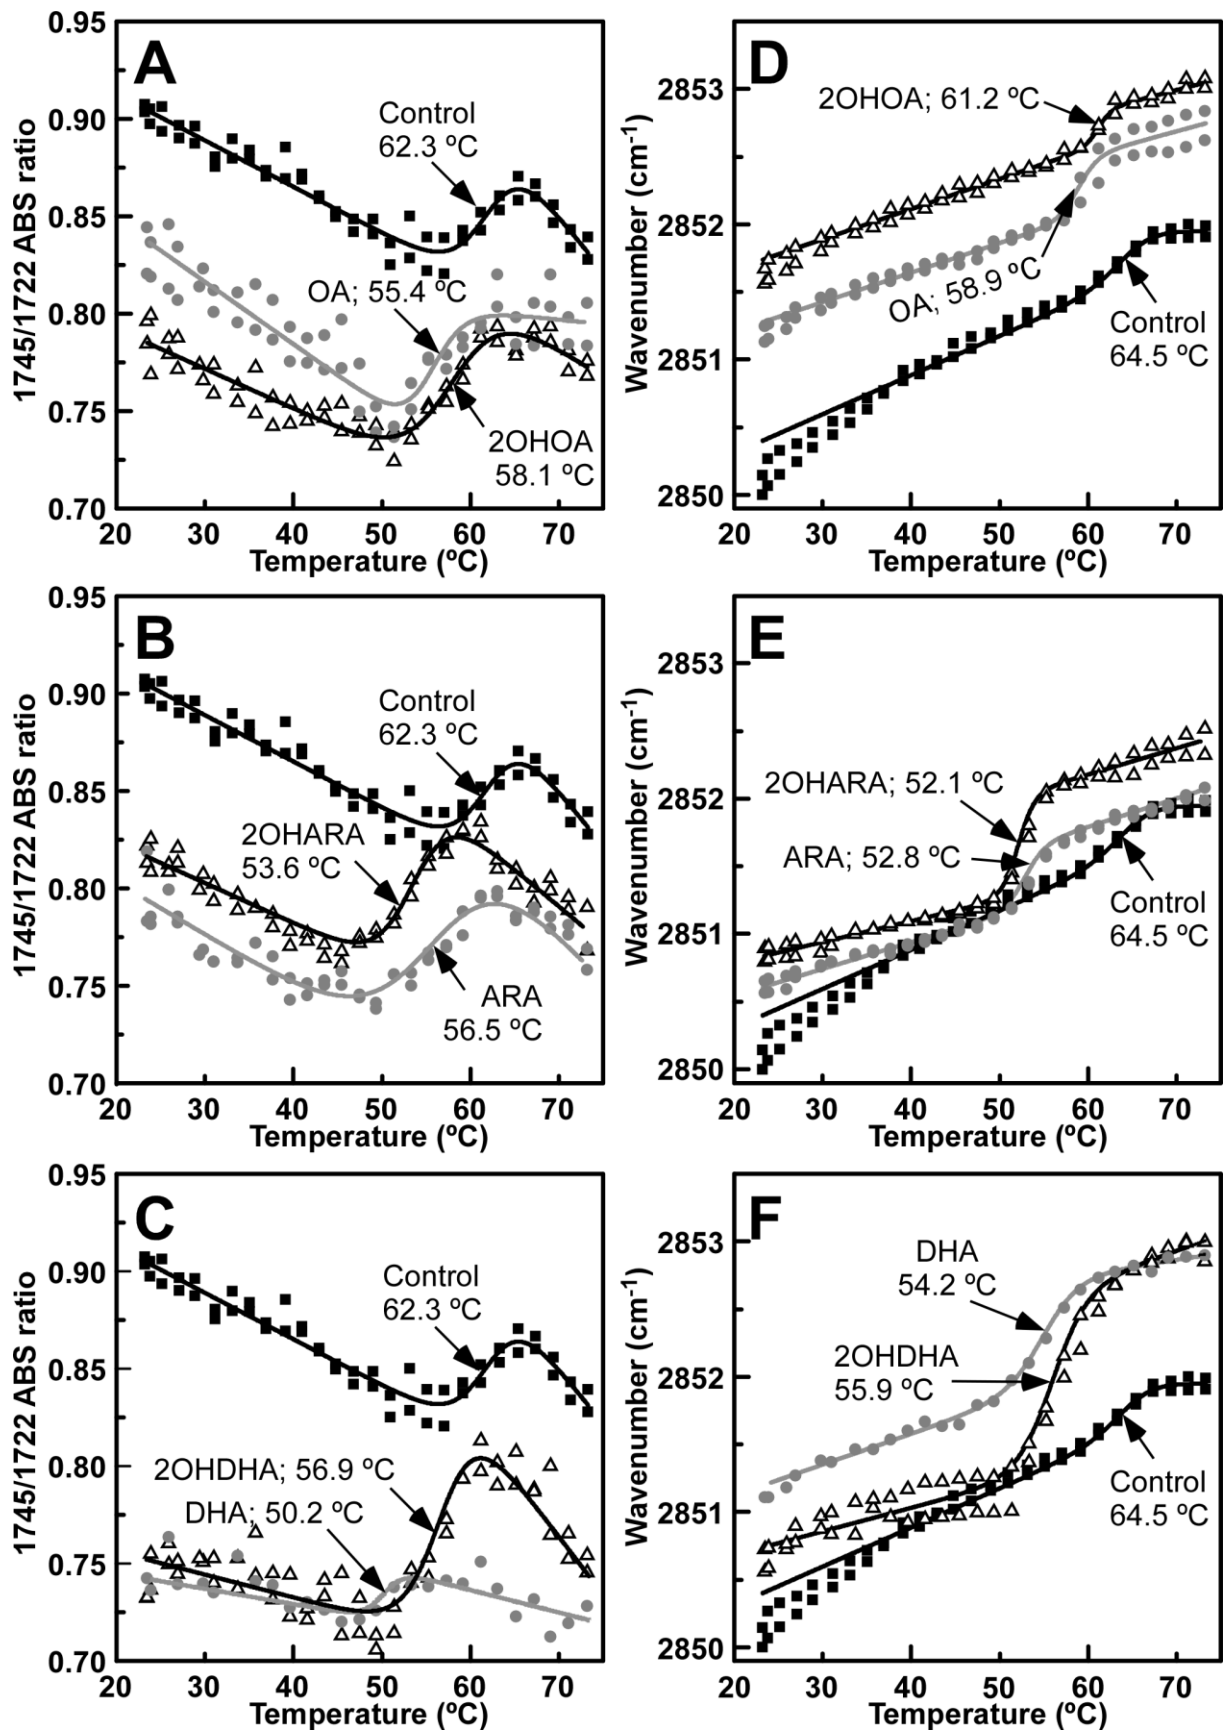 A
0.95
0.90
0.85
0.80
0.75
0.70
1745/1722 ABS ratio
Control
62.3 ºC
OA; 55.4 ºC
2OHOA
58.1 ºC
20 30 40 50 60 70
Temperature (ºC)
D
2853
2852
2851
2850
Wavenumber (cm-1)
2OHOA; 61.2 ºC
OA; 58.9 ºC
Control
64.5 ºC
20 30 40 50 60 70
Temperature (ºC)
B
0.95
0.90
0.85
0.80
0.75
0.70
1745/1722 ABS ratio
Control
62.3 ºC
2OHARA
53.6 ºC
ARA
56.5 ºC
20 30 40 50 60 70
Temperature (ºC)
E
2853
2852
2851
2850
Wavenumber (cm-1)
2OHARA; 52.1 ºC
ARA; 52.8 ºC
Control
64.5 ºC
20 30 40 50 60 70
Temperature (ºC)
C
0.95
0.90
0.85
0.80
0.75
0.70
1745/1722 ABS ratio
Control
62.3 ºC
2OHDHA; 56.9 ºC
DHA; 50.2 ºC
20 30 40 50 60 70
Temperature (ºC)
F
2853
2852
2851
2850
Wavenumber (cm-1)
DHA
54.2 ºC
2OHDHA
55.9 ºC
Control
64.5 ºC
20 30 40 50 60 70
Temperature (ºC)